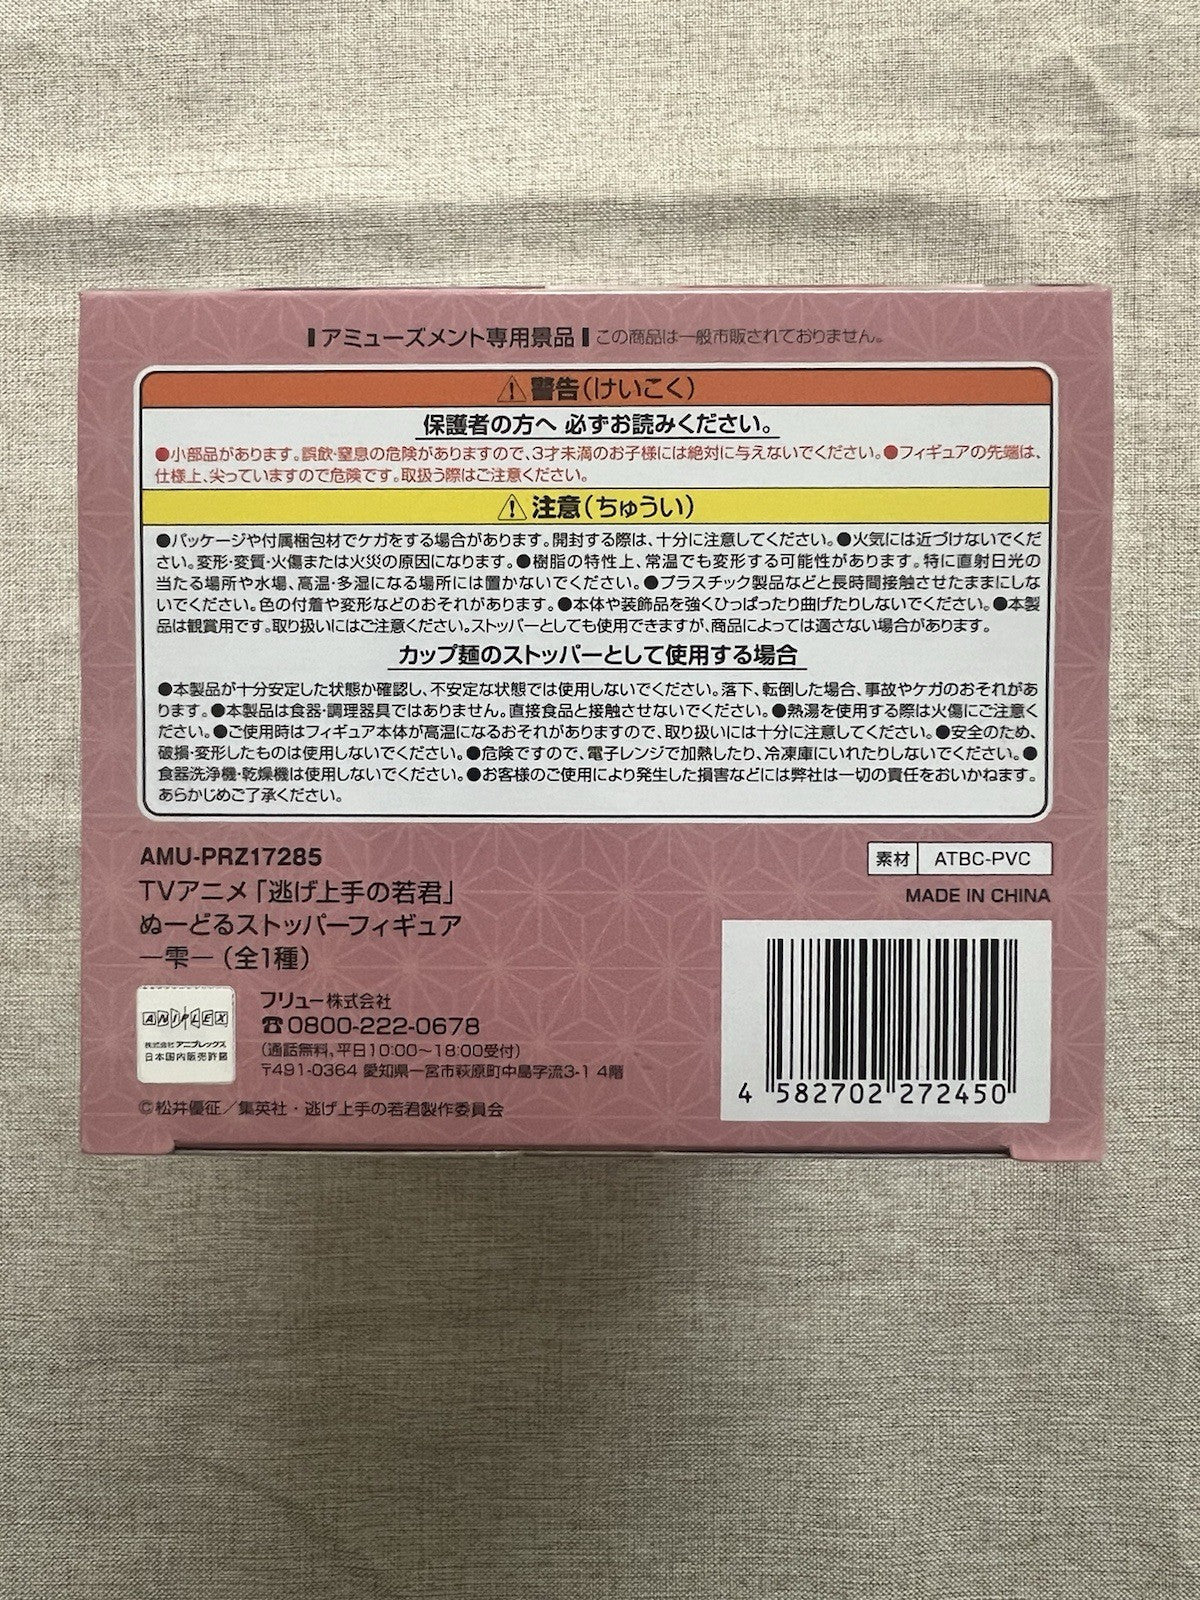 アミューズメント専用景品 この商品は一般市販されておりません。
⚠警告(けいこく)
保護者の方へ 必ずお読みください。
●小部品があります。誤飲・窒息の危険がありますので、3才未満のお子様には絶対に与えないでください。●フィギュアの先端は、
仕様上、尖っていますので危険です。取扱う際はご注意ください。
⚠注意(ちゅうい)
●パッケージや付属梱包材でケガをする場合があります。開封する際は、十分に注意してください。●火気には近づけないでくだ
さい。変形・変質・火傷または火災の原因になります。●樹脂の特性上、常温でも変形する可能性があります。特に直射日光の
当たる場所や水場、高温・多湿になる場所には置かないでください。●プラスチック製品などと長時間接触させたままにしな
いでください。色の付着や変形などのおそれがあります。●本体や装飾品を強くひっぱったり曲げたりしないでください。●本製
品は観賞用です。取り扱いにはご注意ください。ストッパーとしても使用できますが、商品によっては適さない場合があります。
カップ麺のストッパーとして使用する場合
●本製品が十分安定した状態か確認し、不安定な状態では使用しないでください。落下、転倒した場合、事故やケガのおそれがあ
ります。●本製品は食器・調理器具ではありません。直接食品と接触させないでください。●熱湯を使用する際は火傷にご注意く
ださい。●ご使用時はフィギュア本体が高温になるおそれがありますので、取り扱いには十分に注意してください。●安全のため、
破損・変形したものは使用しないでください。●危険ですので、電子レンジで加熱したり、冷凍庫にいれたりしないでください。●
食器洗浄機・乾燥機は使用しないでください。●お客様のご使用により発生した損害などには弊社は一切の責任をおいかねます。
あらかじめご了承ください。
AMU-PRZ17285
素材 ATBC-PVC
TVアニメ「逃げ上手の若君」
MADE IN CHINA
ぬーどるストッパーフィギュア
―雫―(全1種)
ANIPLEX
株式会社アニプレックス
日本国内販売許諾
フリュー株式会社
☎0800-222-0678
(通話無料,平日10:00~18:00受付)
〒491-0364 愛知県一宮市萩原町中島字流3-1 4階
4 582702 272450
©松井優征/集英社・逃げ上手の若君製作委員会